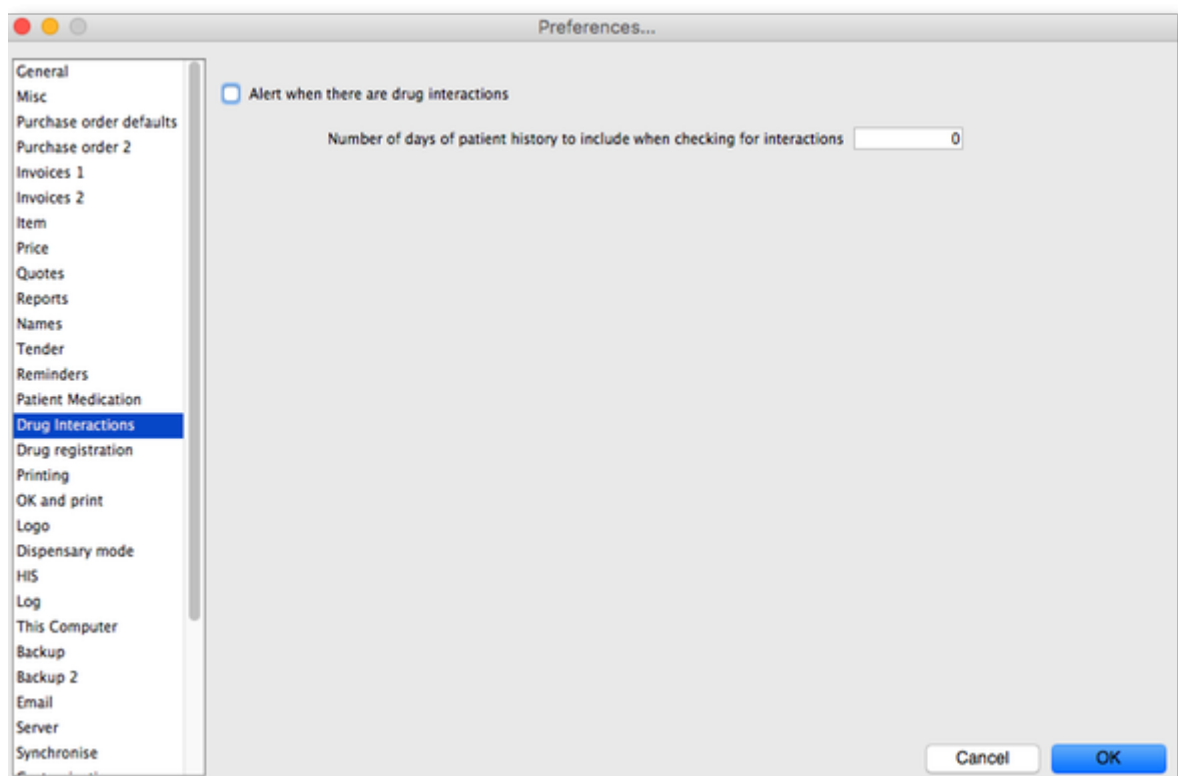 Preferences...
General
Misc
Purchase order defaults
Purchase order 2
Invoices 1
Invoices 2
Item
Price
Quotes
Reports
Names
Tender
Reminders
Patient Medication
Drug Interactions
Drug registration
Printing
OK and print
Logo
Dispensary mode
HIS
Log
This Computer
Backup
Backup 2
Email
Server
Synchronise
Alert when there are drug interactions
Number of days of patient history to include when checking for interactions 0
Cancel OK